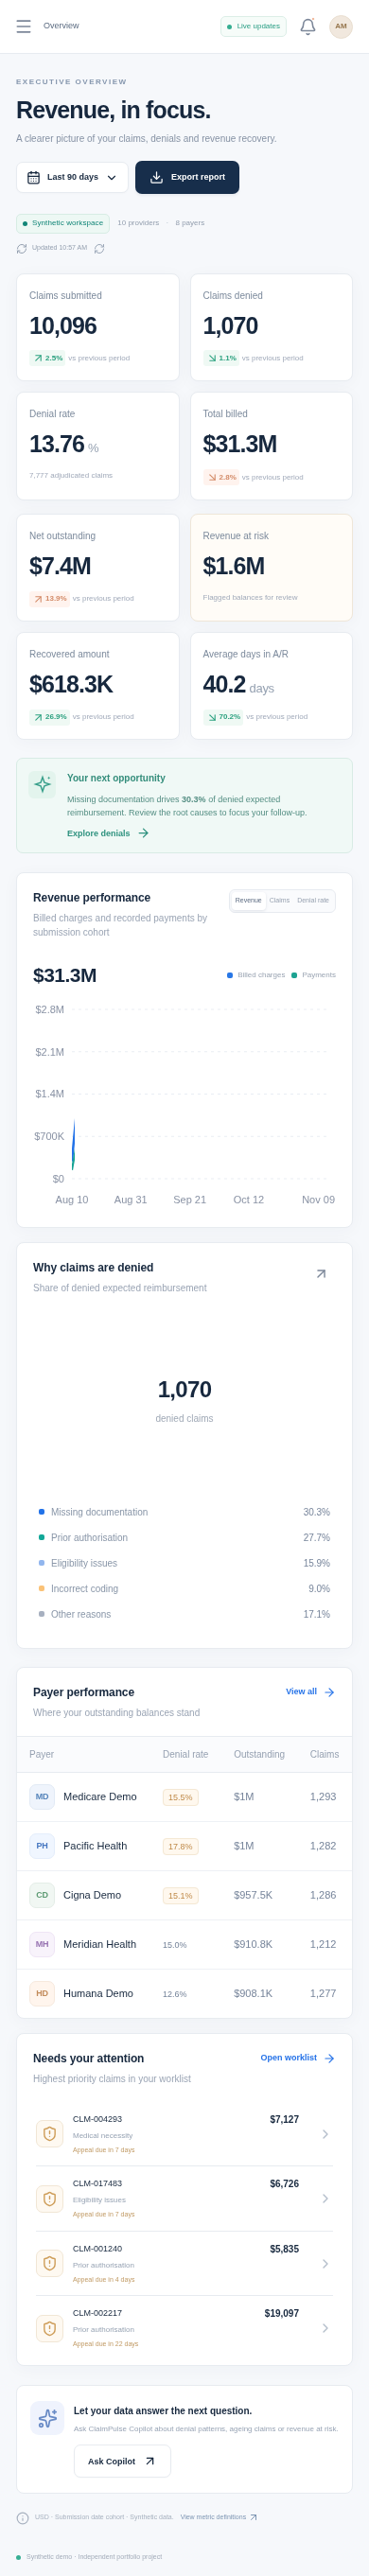 Overview
Live updates
AM
EXECUTIVE OVERVIEW
Revenue, in focus.
A clearer picture of your claims, denials and revenue recovery.
Last 90 days
Export report
Synthetic workspace
10 providers · 8 payers
Updated 10:57 AM
Claims submitted
10,096
2.5% vs previous period
Claims denied
1,070
1.1% vs previous period
Denial rate
13.76 %
7,777 adjudicated claims
Total billed
$31.3M
2.8% vs previous period
Net outstanding
$7.4M
13.9% vs previous period
Revenue at risk
$1.6M
Flagged balances for review
Recovered amount
$618.3K
26.9% vs previous period
Average days in A/R
40.2 days
70.2% vs previous period
Your next opportunity
Missing documentation drives 30.3% of denied expected
reimbursement. Review the root causes to focus your follow-up.
Explore denials
Revenue performance
Revenue Claims Denial rate
Billed charges and recorded payments by
submission cohort
$31.3M
Billed charges Payments
$2.8M
$2.1M
$1.4M
$700K
$0
Aug 10 Aug 31 Sep 21 Oct 12 Nov 09
Why claims are denied
Share of denied expected reimbursement
1,070
denied claims
Missing documentation 30.3%
Prior authorisation 27.7%
Eligibility issues 15.9%
Incorrect coding 9.0%
Other reasons 17.1%
Payer performance
View all
Where your outstanding balances stand
Payer Denial rate Outstanding Claims
MD Medicare Demo 15.5% $1M 1,293
PH Pacific Health 17.8% $1M 1,282
CD Cigna Demo 15.1% $957.5K 1,286
MH Meridian Health 15.0% $910.8K 1,212
HD Humana Demo 12.6% $908.1K 1,277
Needs your attention
Open worklist
Highest priority claims in your worklist
CLM-004293 $7,127
Medical necessity
Appeal due in 7 days
CLM-017483 $6,726
Eligibility issues
Appeal due in 7 days
CLM-001240 $5,835
Prior authorisation
Appeal due in 4 days
CLM-002217 $19,097
Prior authorisation
Appeal due in 22 days
Let your data answer the next question.
Ask ClaimPulse Copilot about denial patterns, ageing claims or revenue at risk.
Ask Copilot
USD · Submission date cohort · Synthetic data. View metric definitions
Synthetic demo · Independent portfolio project